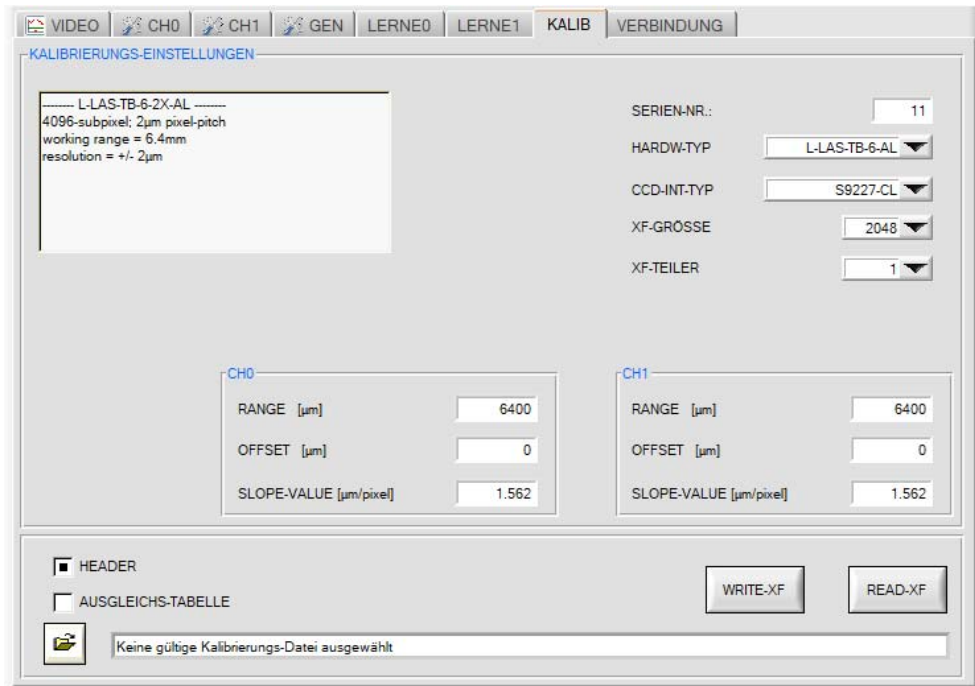 VIDEO CH0 CH1 GEN LERNE0 LERNE1 KALIB VERBINDUNG
KALIBRIERUNGS-EINSTELLUNGEN
-------- L-LAS-TB-6-2X-AL --------
4096-subpixel; 2µm pixel-pitch
working range = 6.4mm
resolution = +/- 2µm
SERIEN-NR.: 11
HARDW-TYP L-LAS-TB-6-AL
CCD-INT-TYP S9227-CL
XF-GRÖSSE 2048
XF-TEILER 1
CH0
RANGE [µm] 6400
OFFSET [µm] 0
SLOPE-VALUE [µm/pixel] 1.562
CH1
RANGE [µm] 6400
OFFSET [µm] 0
SLOPE-VALUE [µm/pixel] 1.562
HEADER
AUSGLEICHS-TABELLE
WRITE-XF READ-XF
Keine gültige Kalibrierungs-Datei ausgewählt